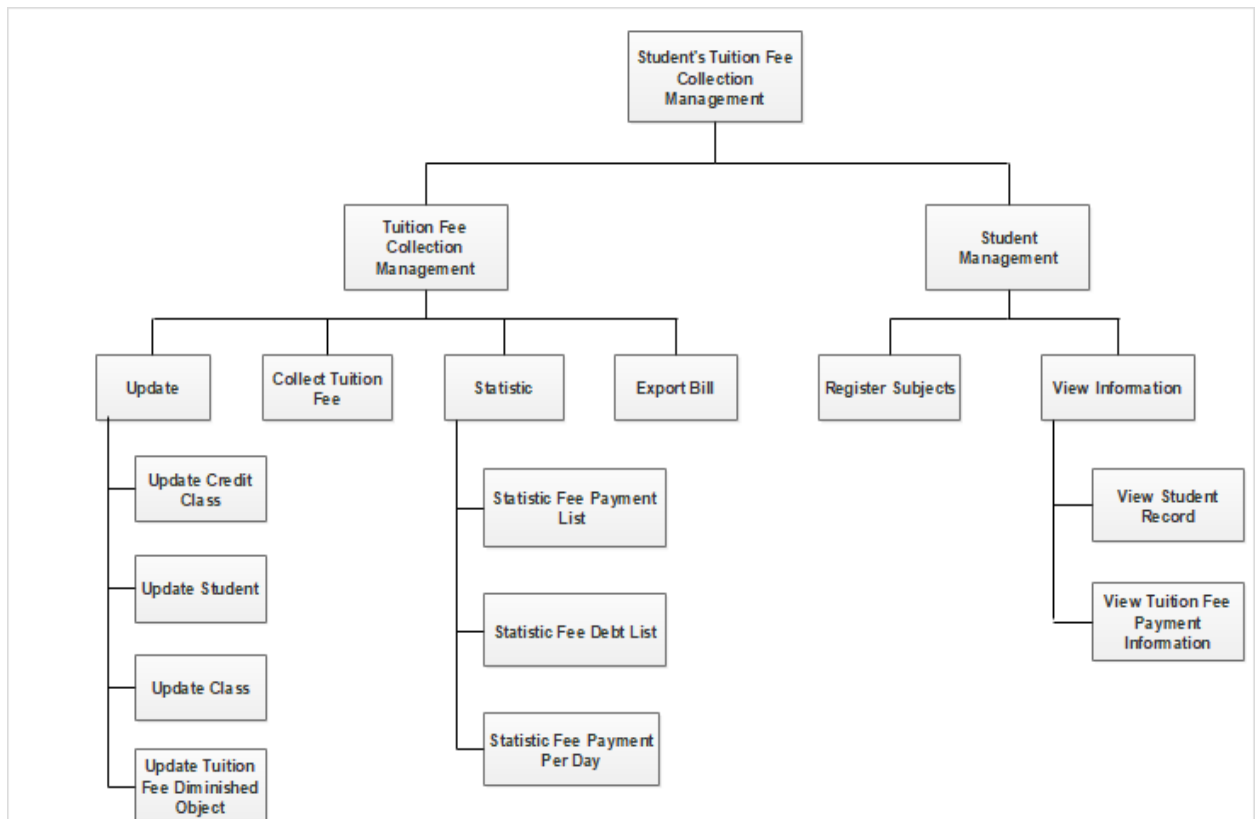 Student's Tuition Fee
Collection
Management
Tuition Fee
Collection
Management
Student
Management
Update
Collect Tuition
Fee
Statistic
Export Bill
Register Subjects
View Information
Update Credit
Class
Update Student
Update Class
Update Tuition
Fee Diminished
Object
Statistic Fee Payment
List
Statistic Fee Debt List
Statistic Fee Payment
Per Day
View Student
Record
View Tuition Fee
Payment
Information